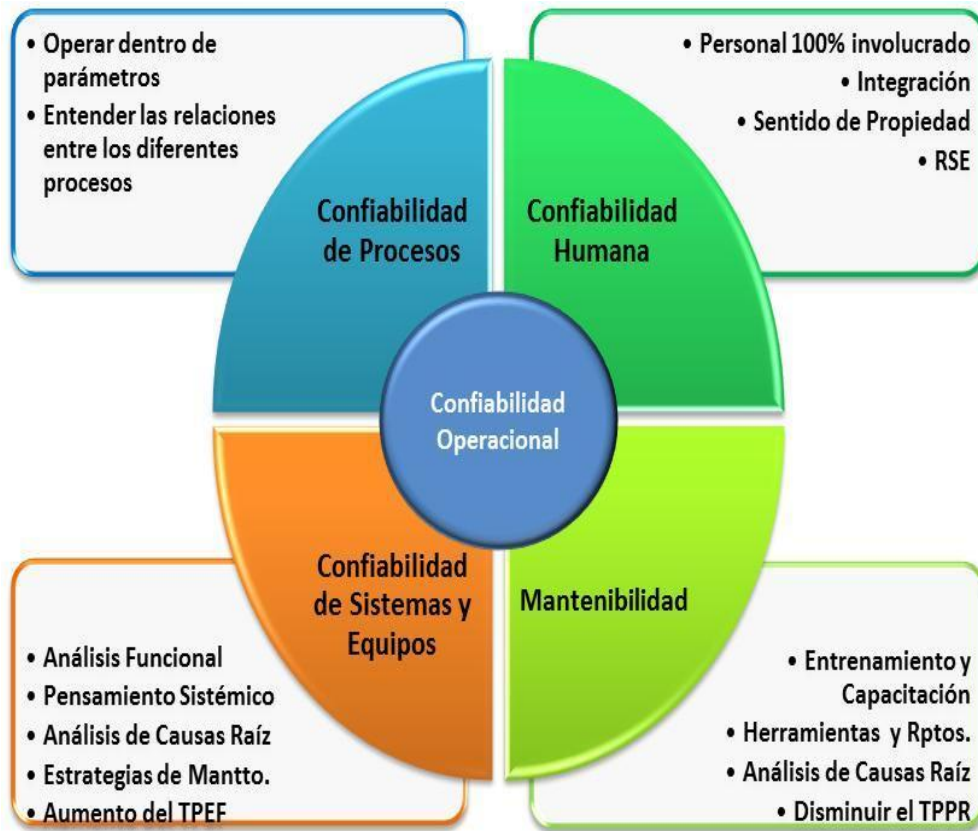 • Operar dentro de
parámetros
• Entender las relaciones
entre los diferentes
procesos
• Personal 100% involucrado
• Integración
• Sentido de Propiedad
• RSE
Confiabilidad
de Procesos
Confiabilidad
Humana
Confiabilidad
Operacional
Confiabilidad
de Sistemas y
Equipos
Mantenibilidad
• Análisis Funcional
• Pensamiento Sistémico
• Análisis de Causas Raíz
• Estrategias de Mantto.
• Aumento del TPEF
• Entrenamiento y
Capacitación
• Herramientas y Rptos.
• Análisis de Causas Raíz
• Disminuir el TPPR